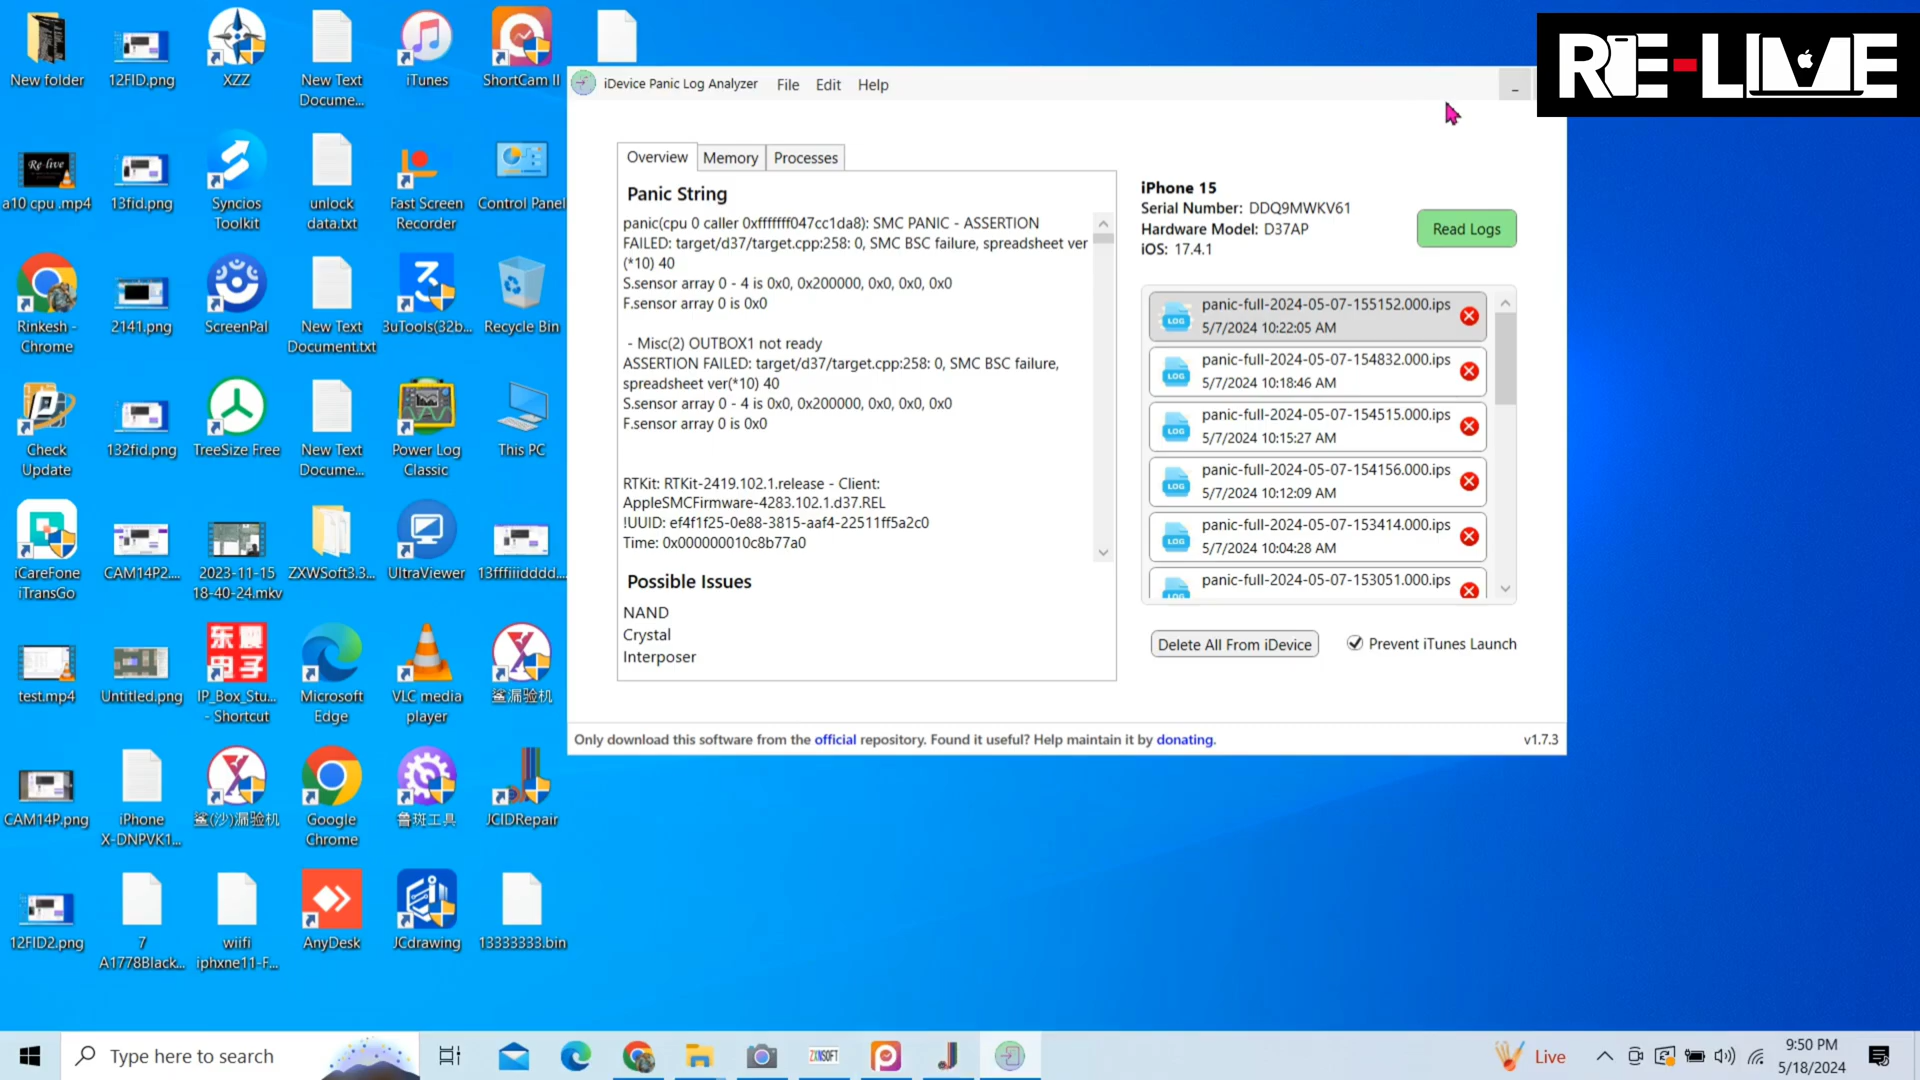 New folder
12FID.png
XZZ
New Text
Docume...
iTunes
ShortCam II
a10 cpu .mp4
13fid.png
Syncios
Toolkit
unlock
data.txt
Fast Screen
Recorder
Control Panel
Rinkesh -
Chrome
2141.png
ScreenPal
New Text
Document.txt
3uTools(32b...
Recycle Bin
Check
Update
132fid.png
TreeSize Free
New Text
Docume...
Power Log
Classic
This PC
iCareFone
iTransGo
CAM14P2....
2023-11-15
18-40-24.mkv
ZXWSoft3.3...
UltraViewer
13fffiiidddd....
test.mp4
Untitled.png
IP_Box_Stu...
- Shortcut
Microsoft
Edge
VLC media
player
鲨漏验机
CAM14P.png
iPhone
X-DNPVK1...
鲨(沙)漏验机
Google
Chrome
鲁班工具
JCIDRepair
12FID2.png
7
A1778Black...
wiifi
iphxne11-F...
AnyDesk
JCdrawing
13333333.bin
RE-LIVE
iDevice Panic Log Analyzer
File
Edit
Help
Overview
Memory
Processes
Panic String
panic(cpu 0 caller 0xfffffff047cc1da8): SMC PANIC - ASSERTION
FAILED: target/d37/target.cpp:258: 0, SMC BSC failure, spreadsheet ver
(*10) 40
S.sensor array 0 - 4 is 0x0, 0x200000, 0x0, 0x0, 0x0
F.sensor array 0 is 0x0
- Misc(2) OUTBOX1 not ready
ASSERTION FAILED: target/d37/target.cpp:258: 0, SMC BSC failure,
spreadsheet ver(*10) 40
S.sensor array 0 - 4 is 0x0, 0x200000, 0x0, 0x0, 0x0
F.sensor array 0 is 0x0
RTKit: RTKit-2419.102.1.release - Client:
AppleSMCFirmware-4283.102.1.d37.REL
!UUID: ef4f1f25-0e88-3815-aaf4-22511ff5a2c0
Time: 0x000000010c8b77a0
Possible Issues
NAND
Crystal
Interposer
iPhone 15
Serial Number: DDQ9MWKV61
Hardware Model: D37AP
iOS: 17.4.1
Read Logs
panic-full-2024-05-07-155152.000.ips
5/7/2024 10:22:05 AM
panic-full-2024-05-07-154832.000.ips
5/7/2024 10:18:46 AM
panic-full-2024-05-07-154515.000.ips
5/7/2024 10:15:27 AM
panic-full-2024-05-07-154156.000.ips
5/7/2024 10:12:09 AM
panic-full-2024-05-07-153414.000.ips
5/7/2024 10:04:28 AM
panic-full-2024-05-07-153051.000.ips
Delete All From iDevice
Prevent iTunes Launch
Only download this software from the official repository. Found it useful? Help maintain it by donating.
v1.7.3
Type here to search
Live
9:50 PM
5/18/2024